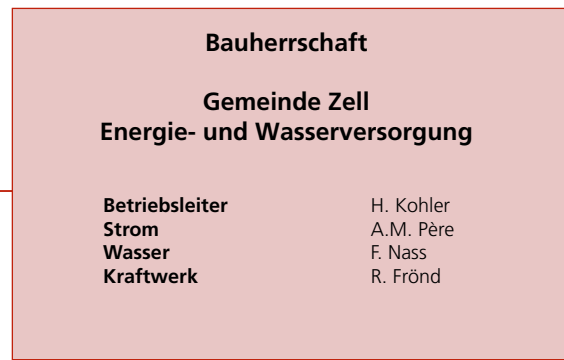 Bauherrschaft
Gemeinde Zell
Energie- und Wasserversorgung
Betriebsleiter H. Kohler
Strom A.M. Père
Wasser F. Nass
Kraftwerk R. Frönd